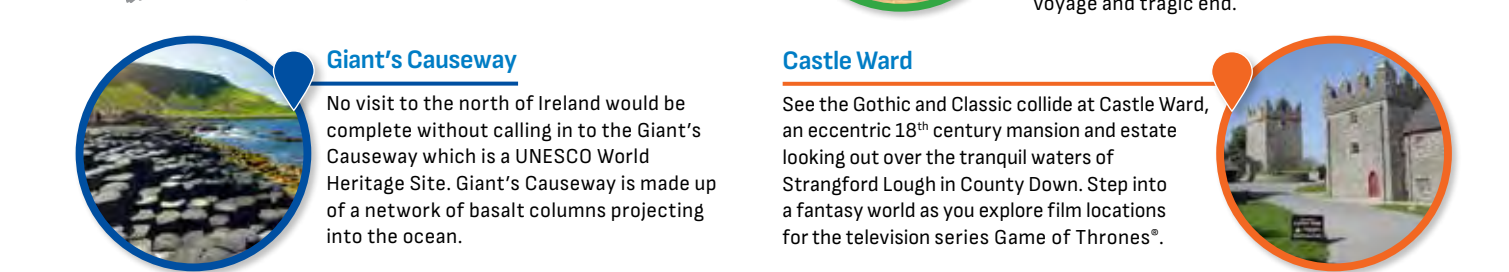 voyage and tragic end.
Giant's Causeway
No visit to the north of Ireland would be
complete without calling in to the Giant's
Causeway which is a UNESCO World
Heritage Site. Giant's Causeway is made up
of a network of basalt columns projecting
into the ocean.
Castle Ward
See the Gothic and Classic collide at Castle Ward,
an eccentric 18th century mansion and estate
looking out over the tranquil waters of
Strangford Lough in County Down. Step into
a fantasy world as you explore film locations
for the television series Game of Thrones®.